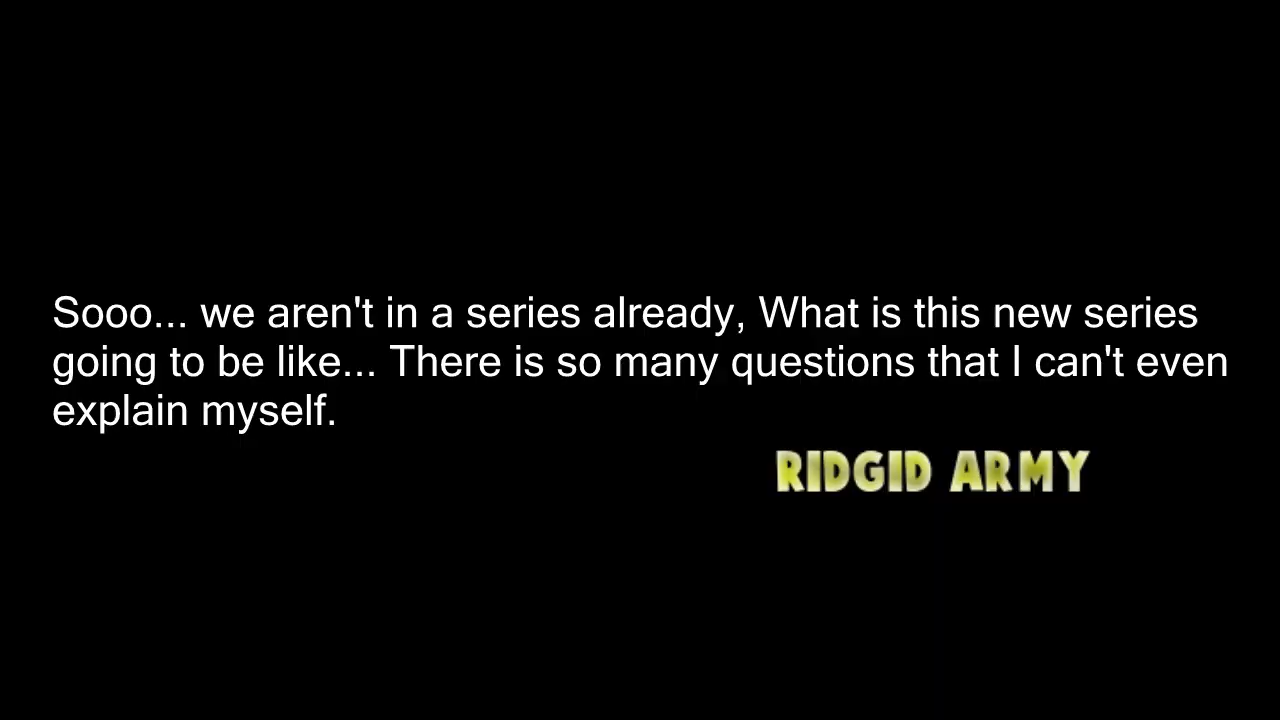 Sooo... we aren't in a series already, What is this new series
going to be like... There is so many questions that I can't even
explain myself.
RIDGID ARMY